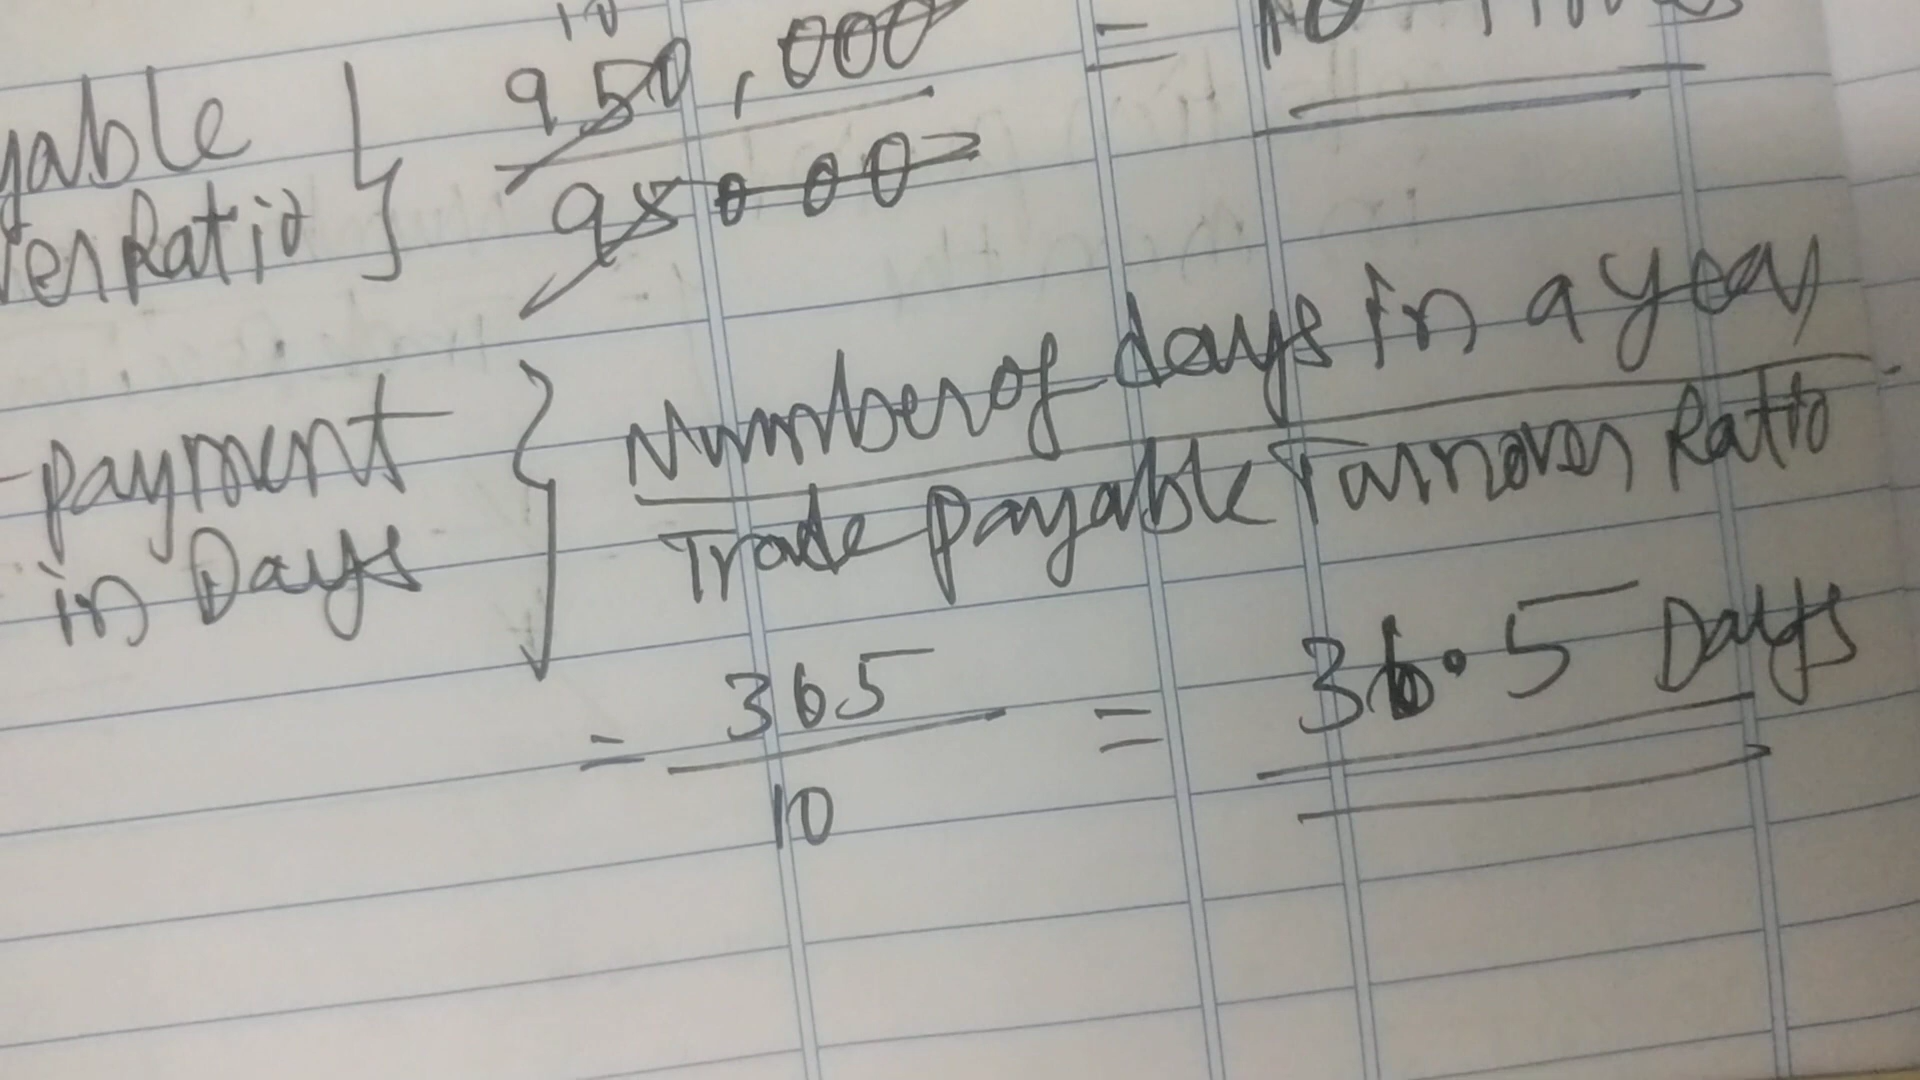 10
yable } 950,000 = 10 Times
ver Ratio 95000
payment } Number of days in a year
in Days Trade payable Turnover Ratio
= 365 = 36.5 Days
10